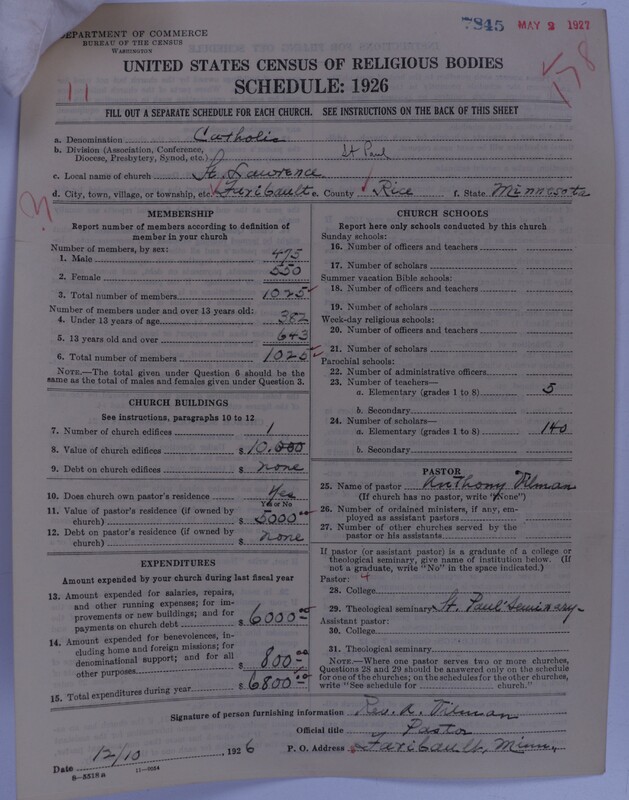 DEPARTMENT OF COMMERCE
BUREAU OF THE CENSUS
WASHINGTON
7845 MAY 2 1927
178
11
UNITED STATES CENSUS OF RELIGIOUS BODIES
SCHEDULE: 1926
FILL OUT A SEPARATE SCHEDULE FOR EACH CHURCH. SEE INSTRUCTIONS ON THE BACK OF THIS SHEET
a. Denomination Catholic
b. Division (Association, Conference, Diocese, Presbytery, Synod, etc.) St Paul
c. Local name of church St. Lawrence
d. City, town, village, or township, etc. Faribault e. County Rice f. State Minnesota
MEMBERSHIP
Report number of members according to definition of
member in your church
Number of members, by sex:
1. Male 475
2. Female 550
3. Total number of members 1025
Number of members under and over 13 years old:
4. Under 13 years of age 382
5. 13 years old and over 643
6. Total number of members 1025
NOTE.—The total given under Question 6 should be
same as the total of males and females given under Question 3.
CHURCH BUILDINGS
See instructions, paragraphs 10 to 12
7. Number of church edifices 1
8. Value of church edifices $ 10.000
9. Debt on church edifices $ none
10. Does church own pastor's residence Yes
Yes or No
11. Value of pastor's residence (if owned by
church) $ 5000
12. Debt on pastor's residence (if owned by
church) $ none
EXPENDITURES
Amount expended by your church during last fiscal year
13. Amount expended for salaries, repairs,
and other running expenses; for im-
provements or new buildings; and for
payments on church debt $ 6000.00
14. Amount expended for benevolences, in-
cluding home and foreign missions; for
denominational support; and for all
other purposes $ 800.00
15. Total expenditures during year $ 6800.00
CHURCH SCHOOLS
Report here only schools conducted by this church
Sunday schools:
16. Number of officers and teachers
17. Number of scholars
Summer vacation Bible schools:
18. Number of officers and teachers
19. Number of scholars
Week-day religious schools:
20. Number of officers and teachers
21. Number of scholars
Parochial schools:
22. Number of administrative officers
23. Number of teachers—
a. Elementary (grades 1 to 8) 5
b. Secondary
24. Number of scholars—
a. Elementary (grades 1 to 8) 140
b. Secondary
PASTOR
25. Name of pastor Anthony Tilman
(If church has no pastor, write "None")
26. Number of ordained ministers, if any, em-
ployed as assistant pastors
27. Number of other churches served by the
pastor or his assistants
If pastor (or assistant pastor) is a graduate of a college or
theological seminary, give name of institution below. (If
not a graduate, write "No" in the space indicated.)
Pastor: 4
28. College
29. Theological seminary St. Paul Seminary
Assistant pastor:
30. College
31. Theological seminary
NOTE.—Where one pastor serves two or more churches,
Questions 28 and 29 should be answered only on the schedule
for one of the churches; on the schedules for the other churches,
write "See schedule for church."
Signature of person furnishing information Rev. A. Tilman
Official title Pastor
Date 12/10 1926 P. O. Address Faribault, Minn.
8—5518 a 11—9254